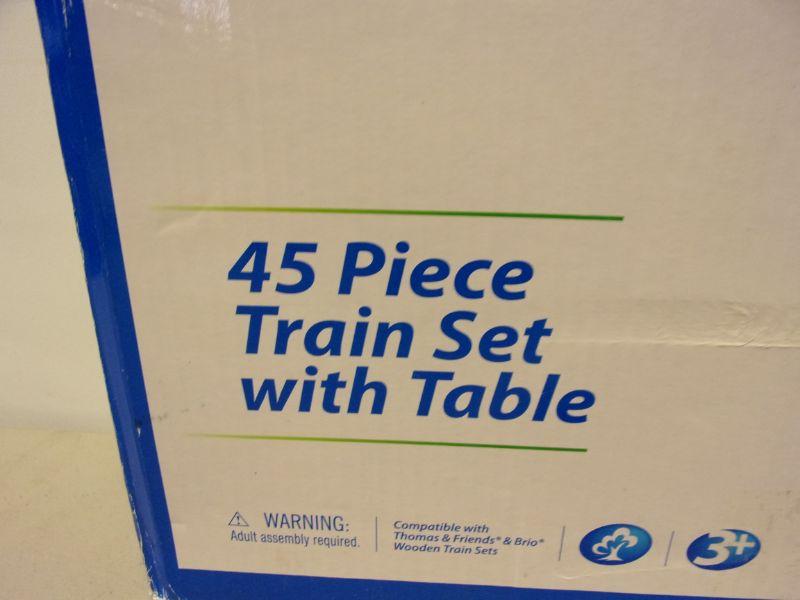 45 Piece
Train Set
with Table
WARNING:
Adult assembly required.
Compatible with
Thomas & Friends® & Brio®
Wooden Train Sets
3+